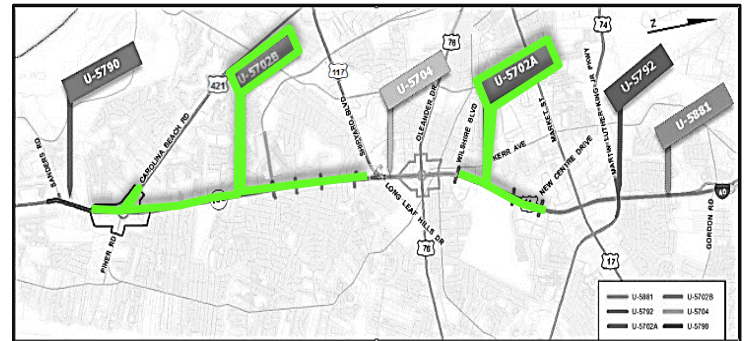 U-5790
U-5702B
U-5704
U-5702A
U-5792
U-5881
74
Z
421
117
76
SANDERS RD
CAROLINA BEACH RD
SHIPYARD BLVD
OLEANDER DR
WILSHIRE BLVD
KERR AVE
MARKET ST
NEW CENTRE DRIVE
MARTIN LUTHER KING JR PKWY
GORDON RD
PINER RD
LONG LEAF HILLS DR
76
17
U-5881
U-5702B
U-5792
U-5704
U-5702A
U-5790